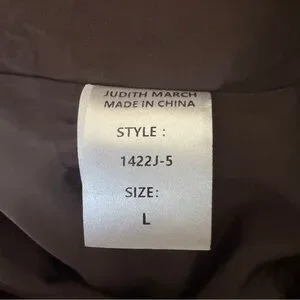 JUDITH MARCH
MADE IN CHINA
STYLE :
1422J-5
SIZE:
L